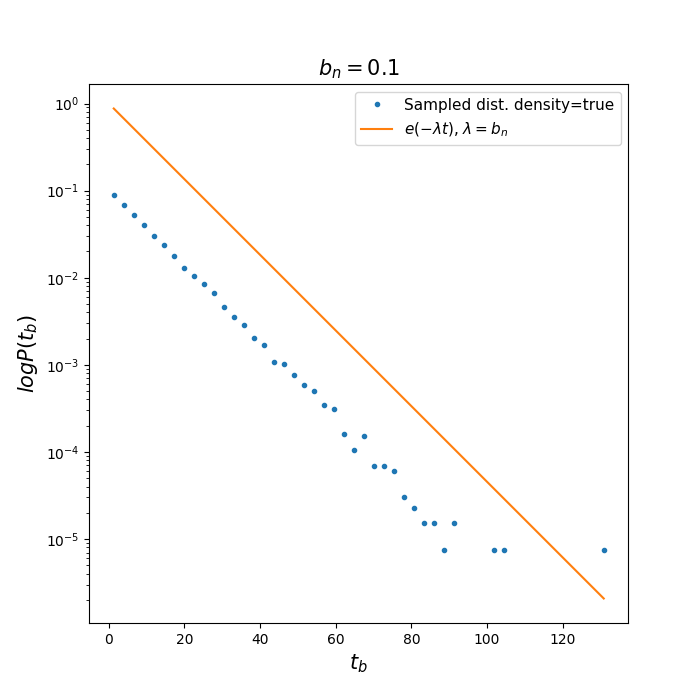 b_n = 0.1
Sampled dist. density=true
e(−λt), λ = b_n
10^0
10^-1
10^-2
10^-3
10^-4
10^-5
logP(t_b)
0 20 40 60 80 100 120
t_b